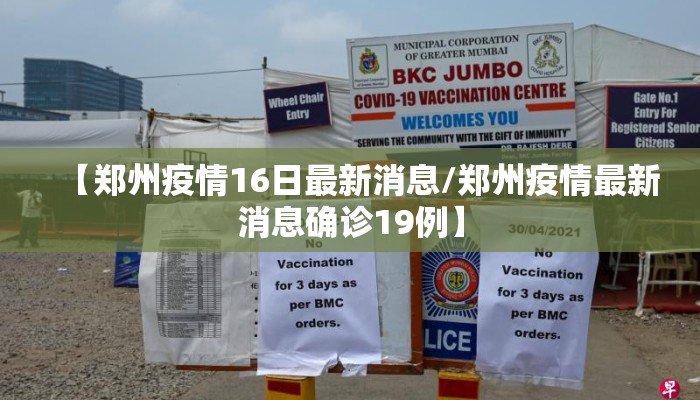 MUNICIPAL CORPORATION
OF GREATER MUMBAI
BKC JUMBO
COVID-19 VACCINATION CENTRE
WELCOMES YOU
"SERVING THE COMMUNITY WITH THE GIFT OF IMMUNITY"
DR. RAJESH DERE
Wheel Chair
Entry
Gate No.1
Entry For
Registered Senior
Citizens
【郑州疫情16日最新消息/郑州疫情最新
消息确诊19例】
No
Vaccination
for 3 days as
per BMC
orders.
30/04/2021
No
Vaccination
for 3 days as
per BMC
orders.
LICE
早